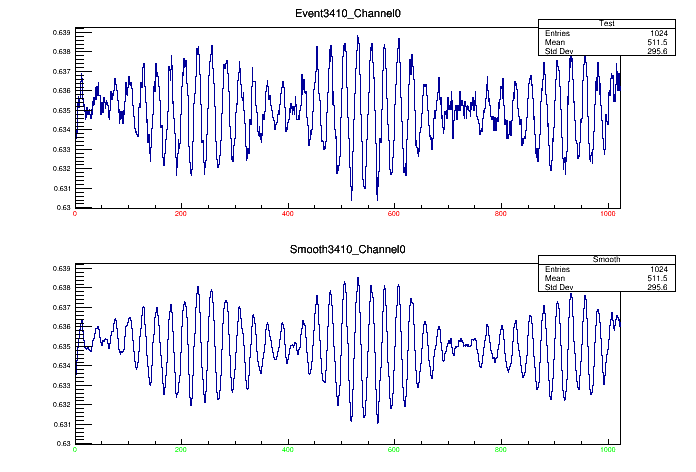 Event3410_Channel0
Test
Entries 1024
Mean 511.5
Std Dev 295.6
0.639
0.638
0.637
0.636
0.635
0.634
0.633
0.632
0.631
0.63
0 200 400 600 800 1000
Smooth3410_Channel0
Smooth
Entries 1024
Mean 511.5
Std Dev 295.6
0.639
0.638
0.637
0.636
0.635
0.634
0.633
0.632
0.631
0.63
0 200 400 600 800 1000